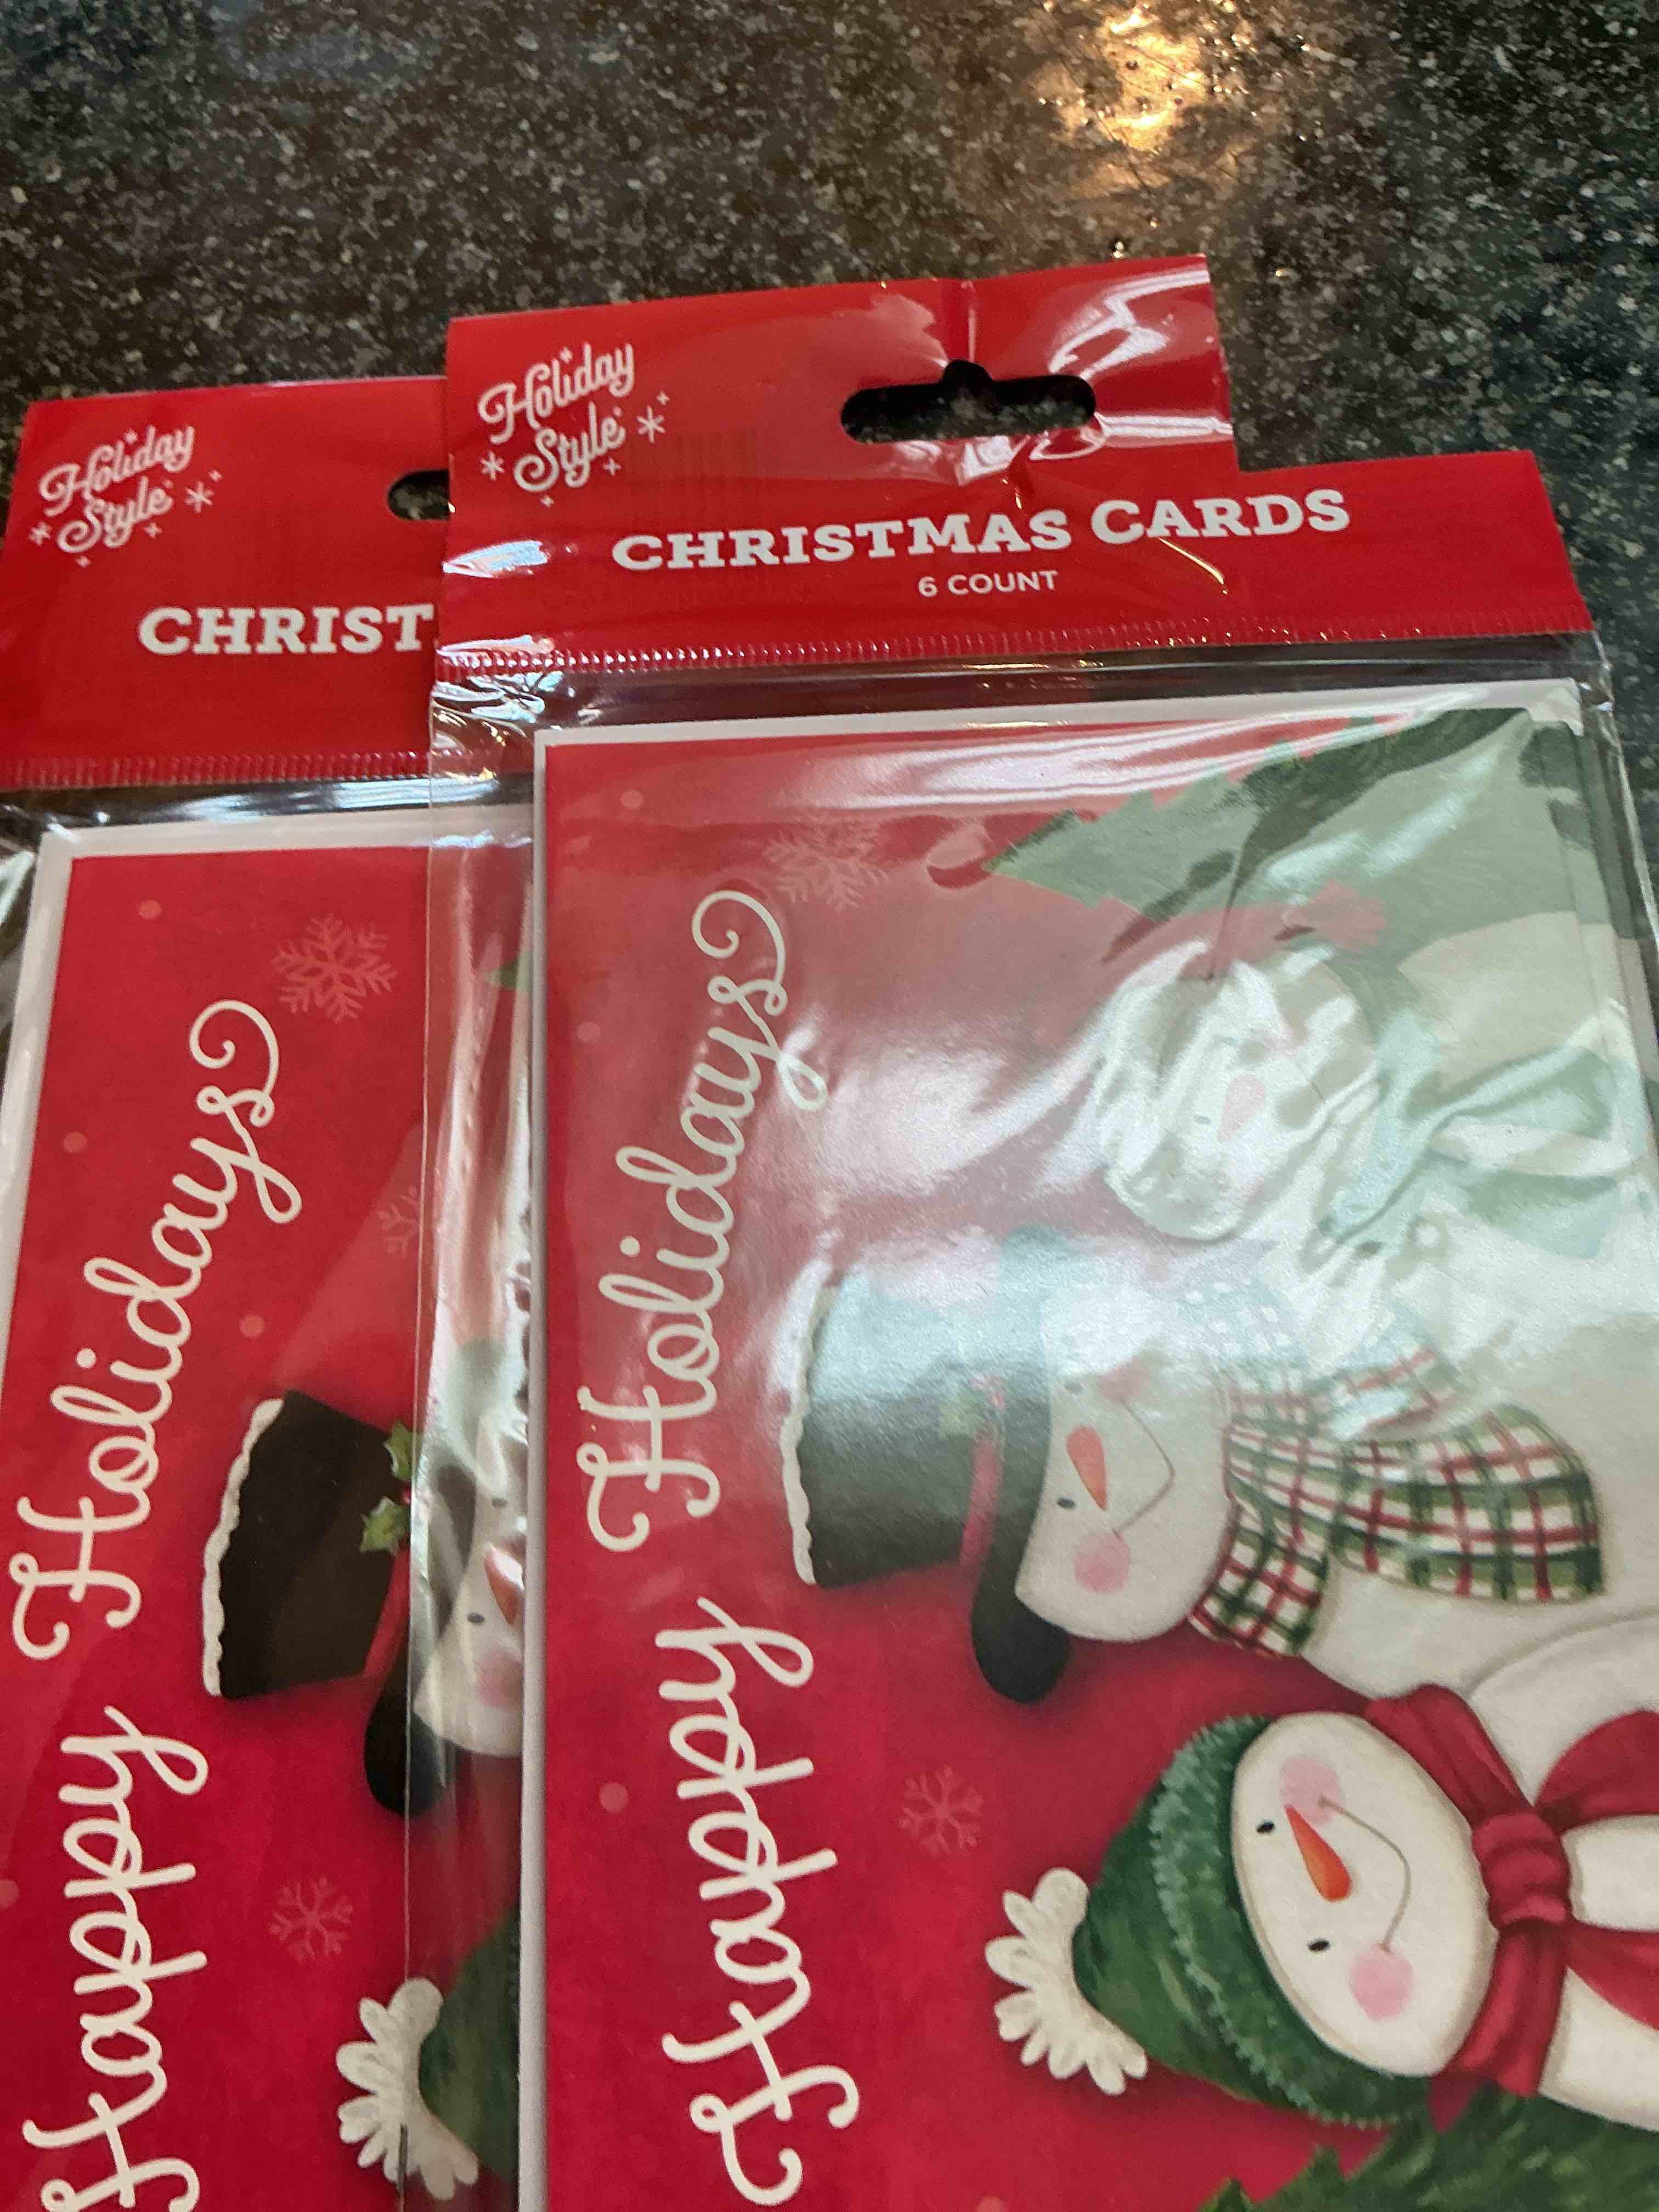 Holiday
Style
CHRIST
Happy Holidays
Holiday
Style
CHRISTMAS CARDS
6 COUNT
Happy Holidays